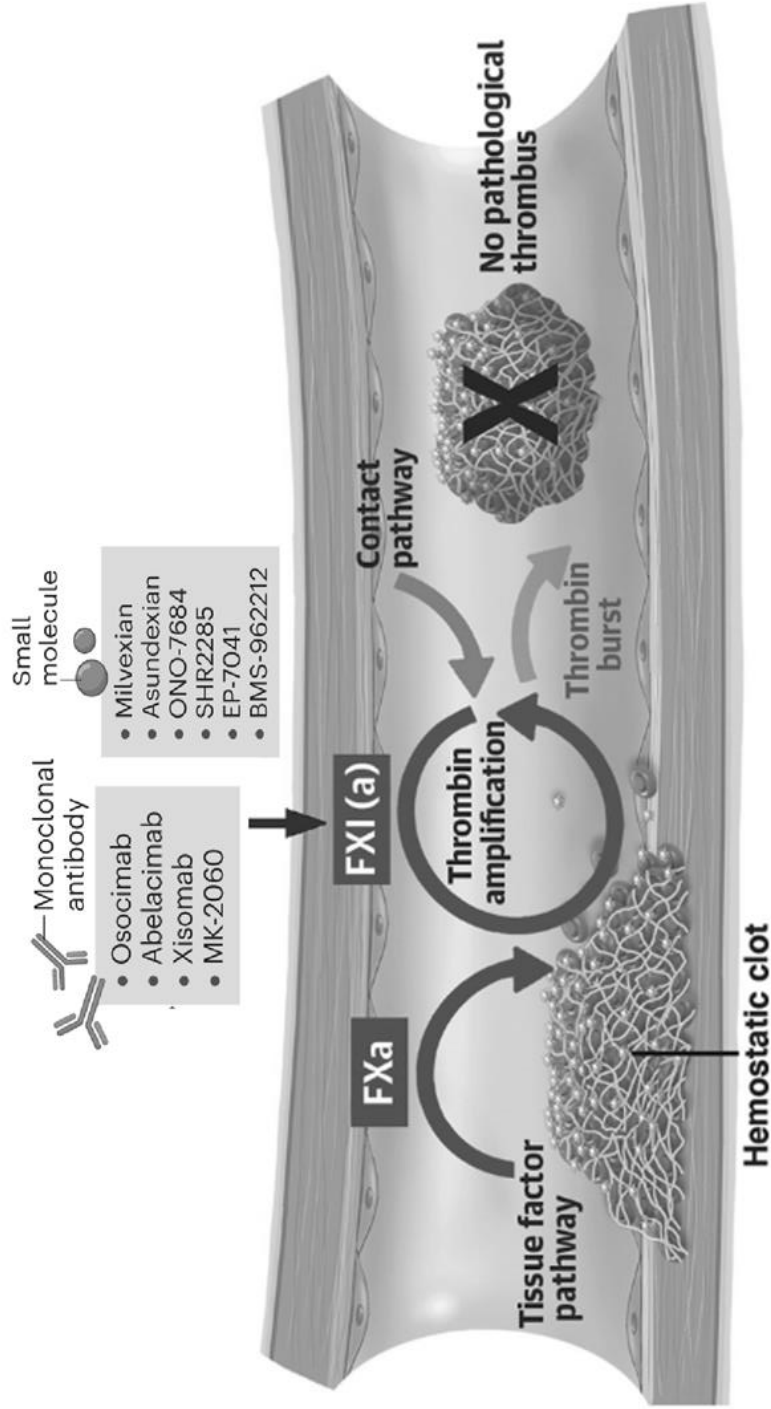 Monoclonal
antibody
• Osocimab
• Abelacimab
• Xisomab
• MK-2060
Small
molecule
• Milvexian
• Asundexian
• ONO-7684
• SHR2285
• EP-7041
• BMS-962212
FXa
FXI (a)
Tissue factor
pathway
Thrombin
amplification
Contact
pathway
Thrombin
burst
X
No pathological
thrombus
Hemostatic clot